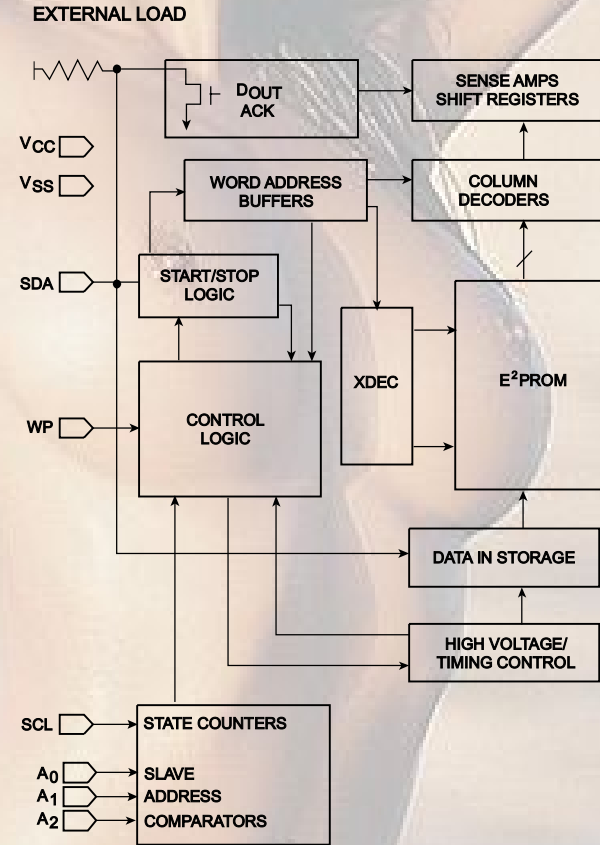 EXTERNAL LOAD
DOUT
ACK
SENSE AMPS
SHIFT REGISTERS
VCC
VSS
WORD ADDRESS
BUFFERS
COLUMN
DECODERS
SDA
START/STOP
LOGIC
XDEC
E2PROM
WP
CONTROL
LOGIC
DATA IN STORAGE
HIGH VOLTAGE/
TIMING CONTROL
SCL
STATE COUNTERS
A0
SLAVE
A1
ADDRESS
A2
COMPARATORS